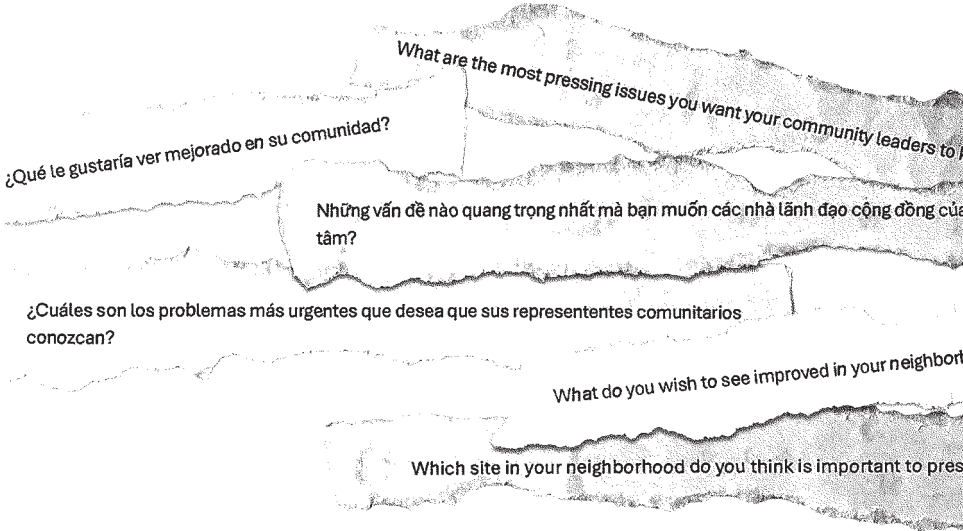 What are the most pressing issues you want your community leaders to
¿Qué le gustaría ver mejorado en su comunidad?
Những vấn đề nào quang trọng nhất mà bạn muốn các nhà lãnh đạo cộng đồng của
tâm?
¿Cuáles son los problemas más urgentes que desea que sus represententes comunitarios
conozcan?
What do you wish to see improved in your
Which site in your neighborhood do you think is important to